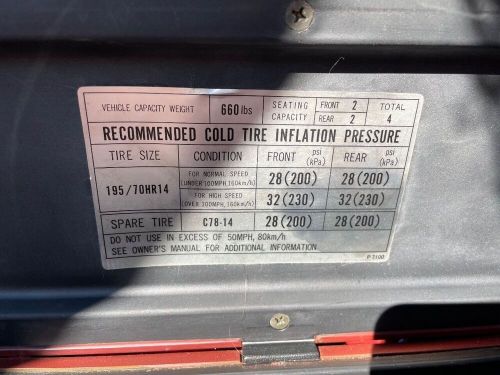 VEHICLE CAPACITY WEIGHT 660 lbs SEATING CAPACITY FRONT 2 REAR 2 TOTAL 4
RECOMMENDED COLD TIRE INFLATION PRESSURE
TIRE SIZE CONDITION FRONT psi (kPa) REAR psi (kPa)
195/70HR14 FOR NORMAL SPEED (UNDER 100MPH,160km/h) 28(200) 28(200)
FOR HIGH SPEED (OVER 100MPH,160km/h) 32(230) 32(230)
SPARE TIRE C78-14 28(200) 28(200)
DO NOT USE IN EXCESS OF 50MPH, 80km/h
SEE OWNER'S MANUAL FOR ADDITIONAL INFORMATION